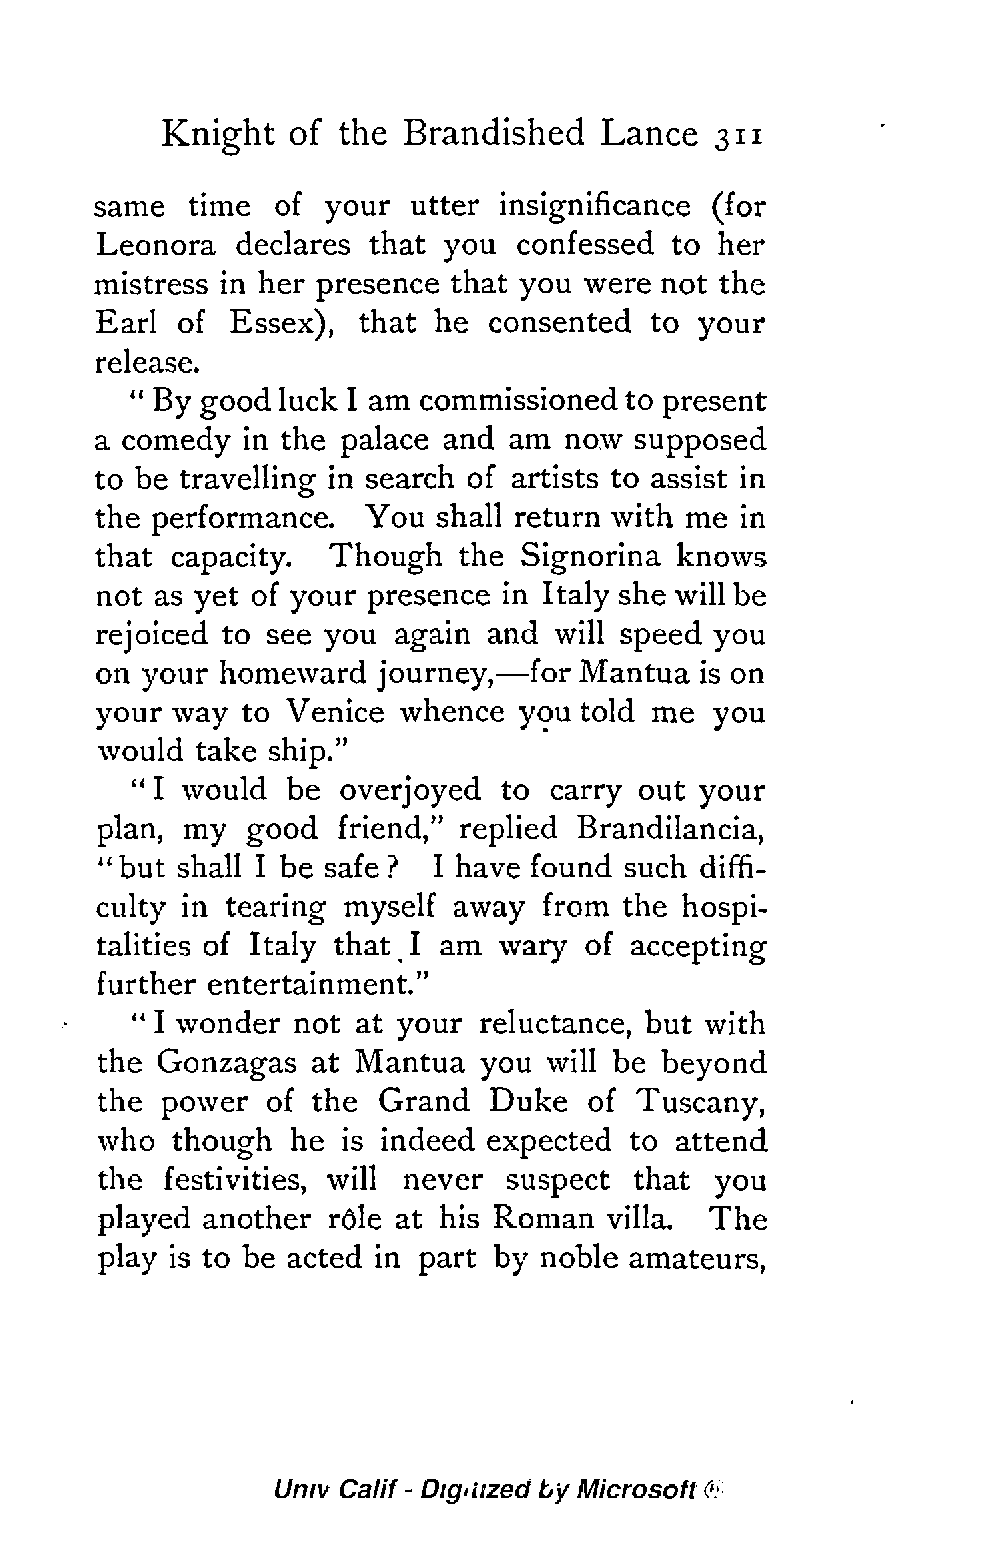 Knight of the Brandished Lance 311
same time of your utter insignificance (for
Leonora declares that you confessed to her
mistress in her presence that you were not the
Earl of Essex), that he consented to your
release.
" By good luck I am commissioned to present
a comedy in the palace and am now supposed
to be travelling in search of artists to assist in
the performance. You shall return with me in
that capacity. Though the Signorina knows
not as yet of your presence in Italy she will be
rejoiced to see you again and will speed you
on your homeward journey,—for Mantua is on
your way to Venice whence you told me you
would take ship."
"I would be overjoyed to carry out your
plan, my good friend," replied Brandilancia,
"but shall I be safe? I have found such diffi-
culty in tearing myself away from the hospi-
talities of Italy that I am wary of accepting
further entertainment."
"I wonder not at your reluctance, but with
the Gonzagas at Mantua you will be beyond
the power of the Grand Duke of Tuscany,
who though he is indeed expected to attend
the festivities, will never suspect that you
played another rôle at his Roman villa. The
play is to be acted in part by noble amateurs,
Univ Calif - Digitized by Microsoft ®